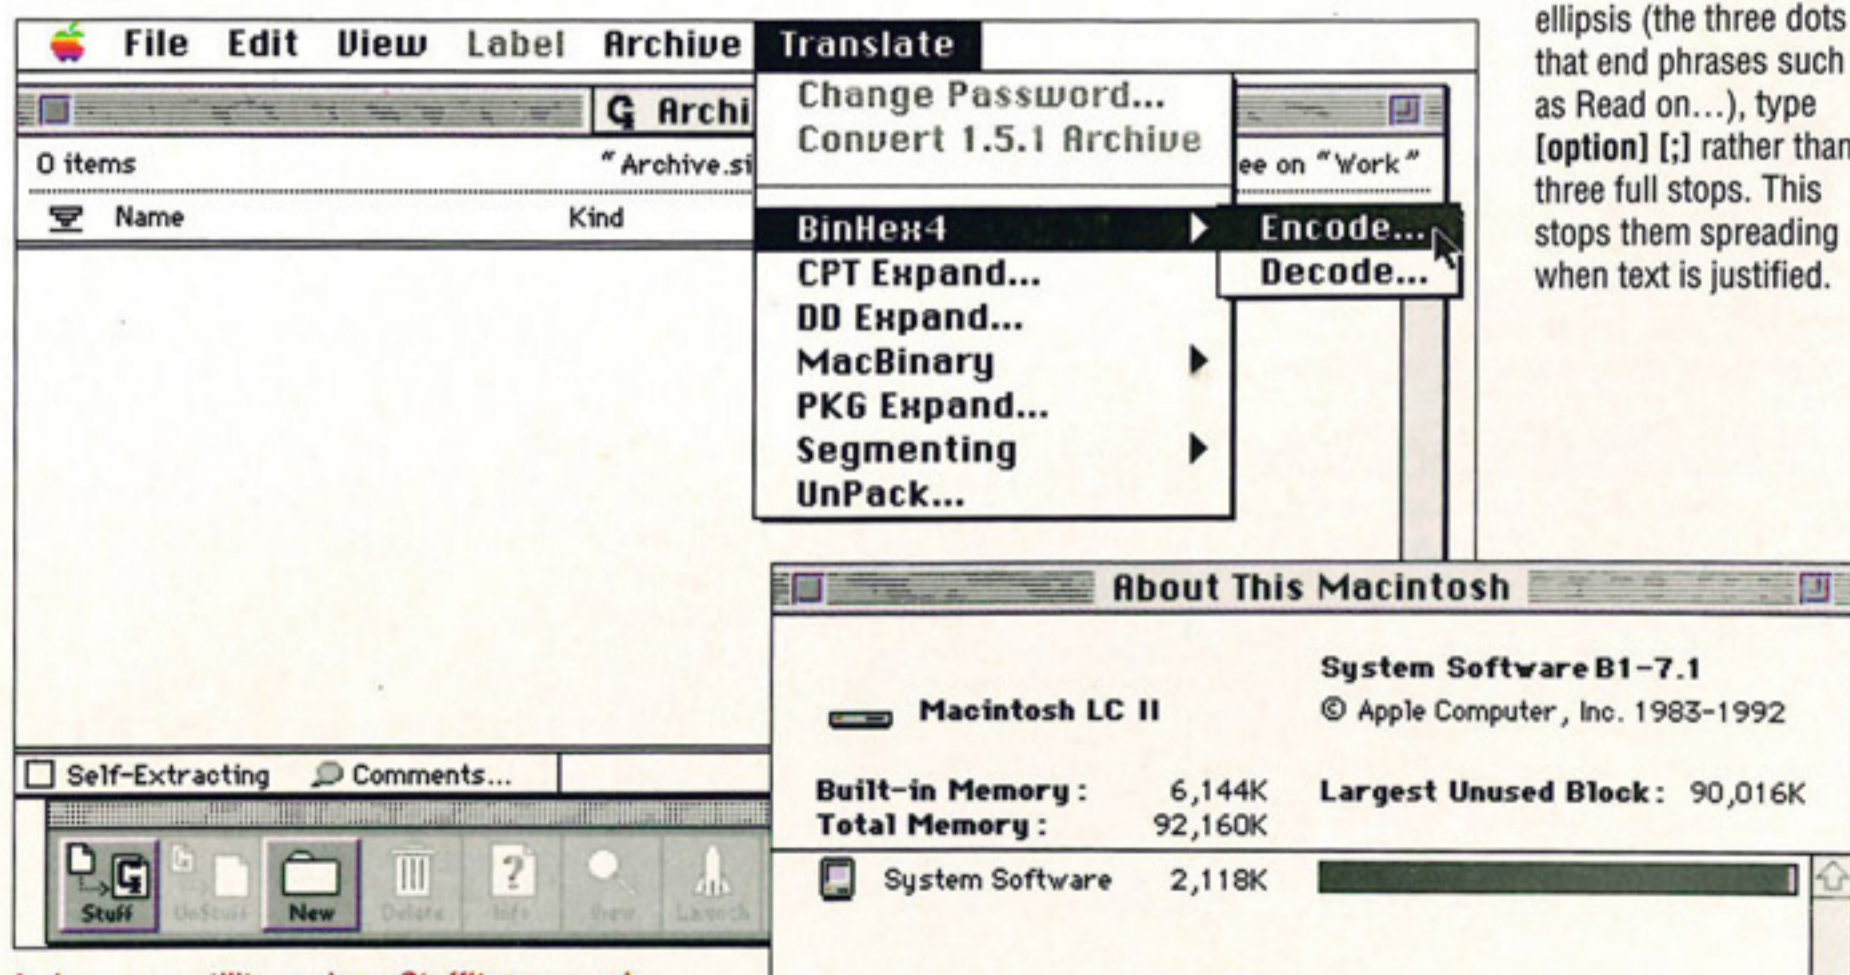 File Edit View Label Archive Translate
Archi
0 items
"Archive.si
ee on "Work"
Name Kind
Change Password...
Convert 1.5.1 Archive
BinHex4
CPT Expand...
DD Expand...
MacBinary
PKG Expand...
Segmenting
UnPack...
Encode...
Decode...
Self-Extracting Comments...
Stuff UnStuff New Delete Info View Launch
About This Macintosh
System Software B1-7.1
Macintosh LC II
© Apple Computer, Inc. 1983-1992
Built-in Memory: 6,144K
Largest Unused Block: 90,016K
Total Memory: 92,160K
System Software 2,118K
ellipsis (the three dots
that end phrases such
as Read on...), type
[option] [;] rather than
three full stops. This
stops them spreading
when text is justified.